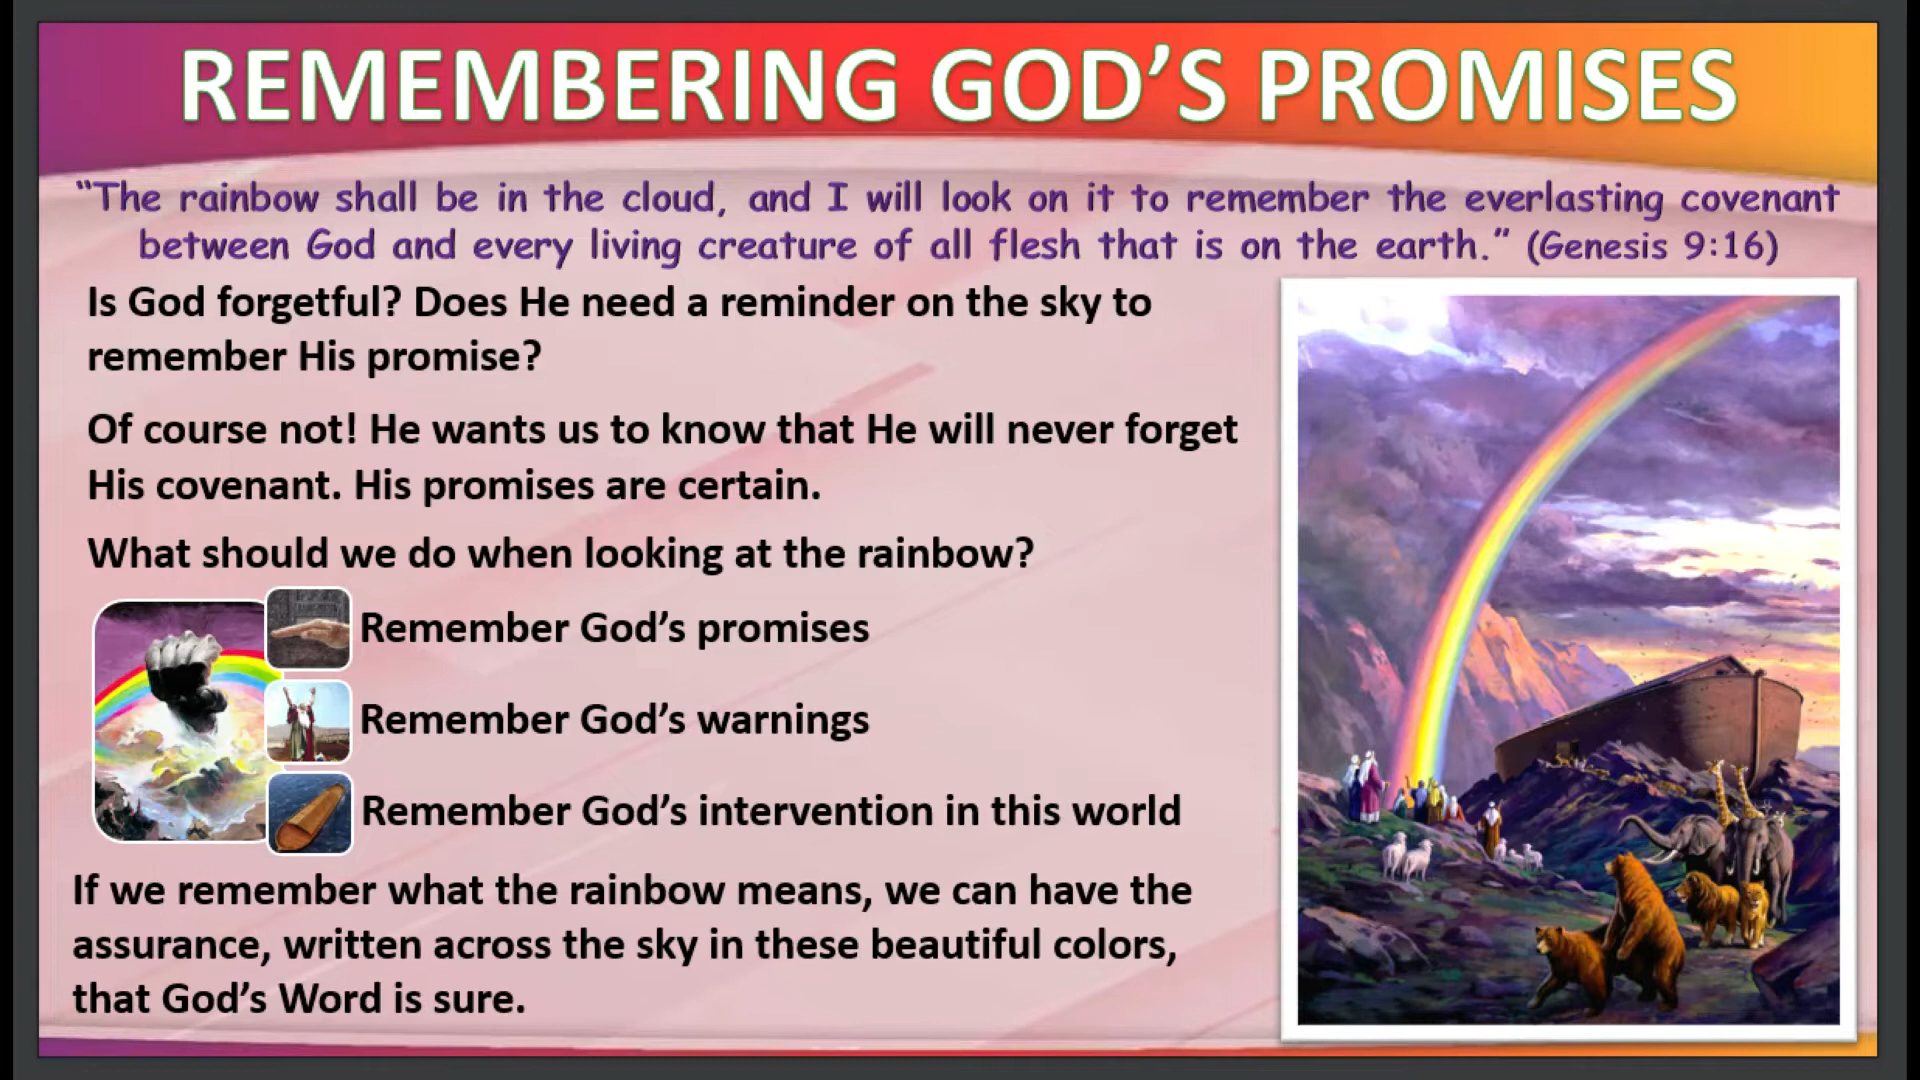 REMEMBERING GOD’S PROMISES
“The rainbow shall be in the cloud, and I will look on it to remember the everlasting covenant
between God and every living creature of all flesh that is on the earth.” (Genesis 9:16)
Is God forgetful? Does He need a reminder on the sky to
remember His promise?
Of course not! He wants us to know that He will never forget
His covenant. His promises are certain.
What should we do when looking at the rainbow?
Remember God’s promises
Remember God’s warnings
Remember God’s intervention in this world
If we remember what the rainbow means, we can have the
assurance, written across the sky in these beautiful colors,
that God’s Word is sure.